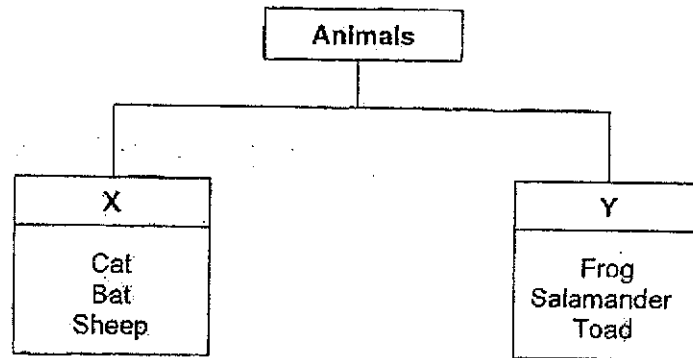 Animals
X
Cat
Bat
Sheep
Y
Frog
Salamander
Toad